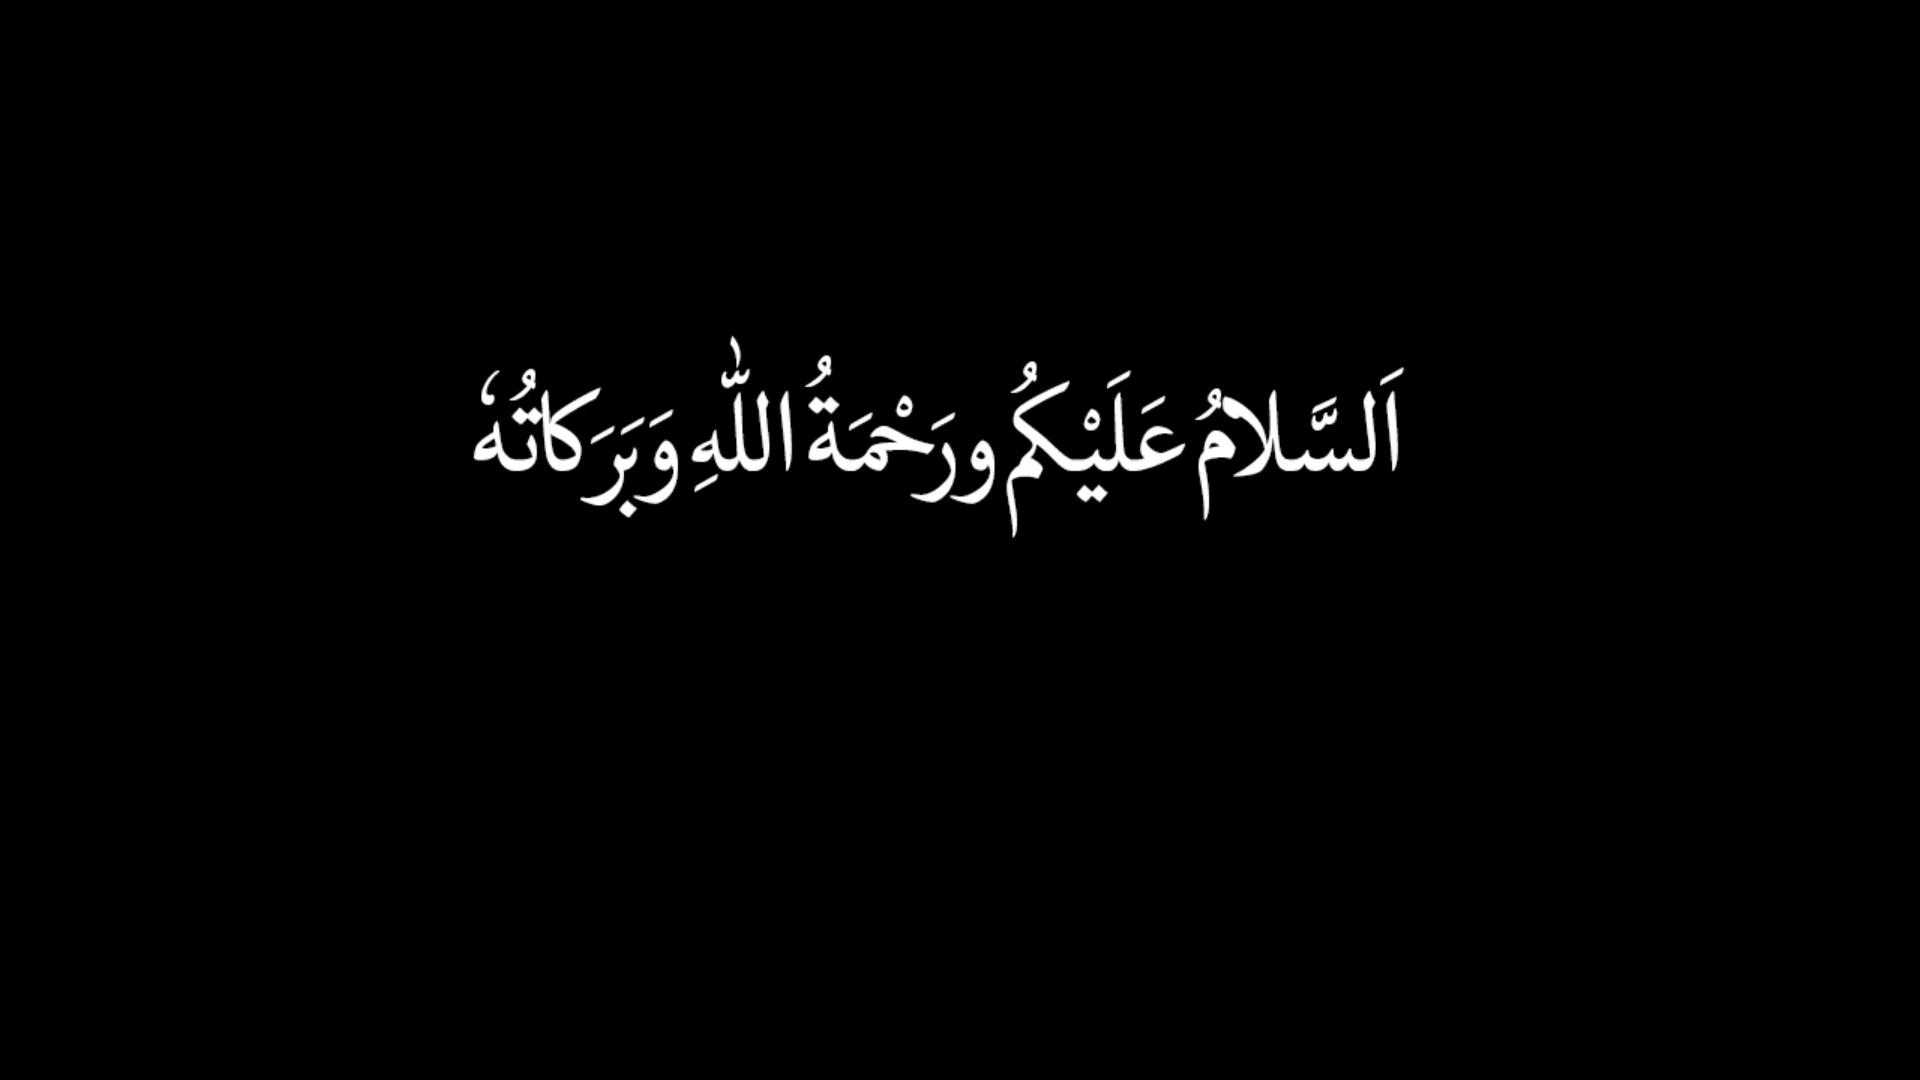 اَلسَّلامُ عَلَيْكُم ورَحْمَةُ اللّٰهِ وَبَرَكاتُهٗ